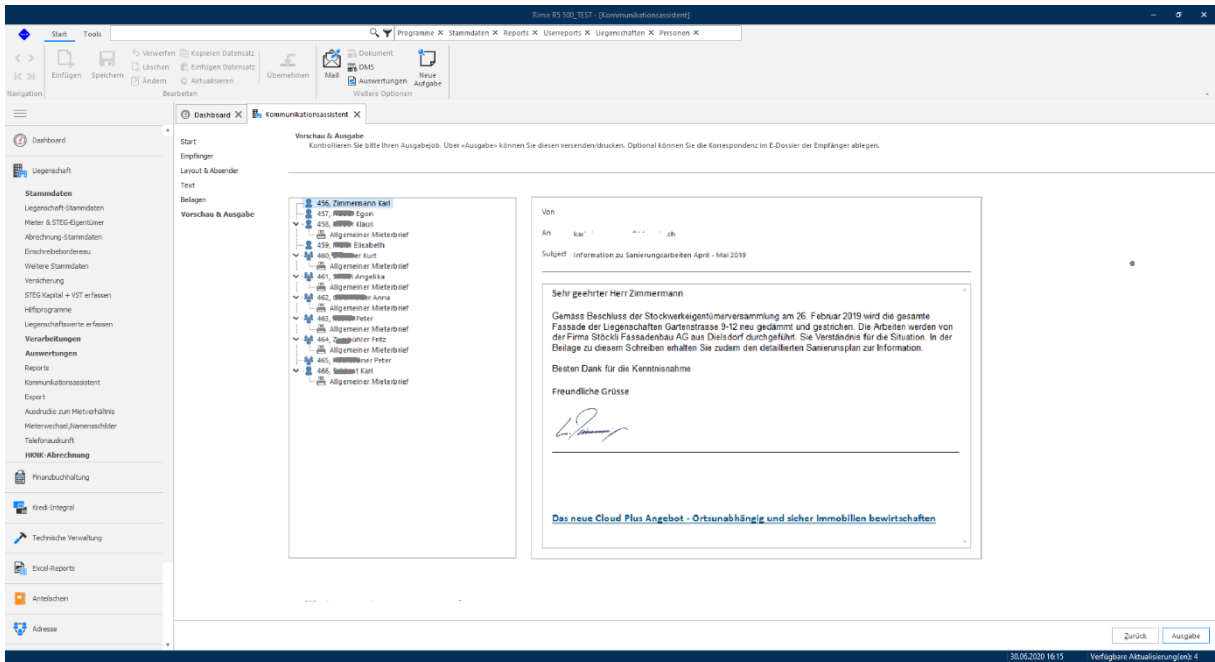 Rimo R5 500_TEST - [Kommunikationsassistent]
Start Tools
Programme X Stammdaten X Reports X Userreports X Liegenschaften X Personen X
Verwerfen Kopieren Datensatz
Löschen Einfügen Datensatz
Ändern Aktualisieren
Einfügen Speichern
Übernehmen
Mail
Dokument
DMS
Auswertungen
Neue
Aufgabe
Navigation
Bearbeiten
Weitere Optionen
Dashboard X Kommunikationsassistent X
Dashboard
Liegenschaft
Stammdaten
Liegenschaft-Stammdaten
Mieter & STEG-Eigentümer
Abrechnung-Stammdaten
Einschreibebordereau
Weitere Stammdaten
Versicherung
STEG Kapital + VST erfassen
Hilfsprogramme
Liegenschaftswerte erfassen
Verarbeitungen
Auswertungen
Reports
Kommunikationsassistent
Export
Ausdrucke zum Mietverhältnis
Mieterwechsel,Namensschilder
Telefonauskunft
HKNK-Abrechnung
Finanzbuchhaltung
Kredi-Integral
Technische Verwaltung
Excel-Reports
Anteilschein
Adresse
Start
Empfänger
Layout & Absender
Text
Beilagen
Vorschau & Ausgabe
Vorschau & Ausgabe
Kontrollieren Sie bitte Ihren Ausgabejob. Über «Ausgabe» können Sie diesen versenden/drucken. Optional können Sie die Korrespondenz im E-Dossier der Empfänger ablegen.
456, Zimmermann Karl
457, Egon
458, Klaus
Allgemeiner Mieterbrief
459, Elisabeth
460, Kurt
Allgemeiner Mieterbrief
461, Angelika
Allgemeiner Mieterbrief
462, Anna
Allgemeiner Mieterbrief
463, Peter
Allgemeiner Mieterbrief
464, Fritz
Allgemeiner Mieterbrief
465, Peter
466, Karl
Allgemeiner Mieterbrief
Von
An
Subject Information zu Sanierungsarbeiten April - Mai 2019
Sehr geehrter Herr Zimmermann
Gemäss Beschluss der Stockwerkeigentümerversammlung am 26. Februar 2019 wird die gesamte
Fassade der Liegenschaften Gartenstrasse 9-12 neu gedämmt und gestrichen. Die Arbeiten werden von
der Firma Stöckli Fassadenbau AG aus Dielsdorf durchgeführt. Sie Verständnis für die Situation. In der
Beilage zu diesem Schreiben erhalten Sie zudem den detaillierten Sanierunsplan zur Information.
Besten Dank für die Kenntnisnahme
Freundliche Grüsse
Das neue Cloud Plus Angebot - Ortsunabhängig und sicher Immobilien bewirtschaften
Zurück Ausgabe
30.06.2020 16:15 Verfügbare Aktualisierung(en): 4